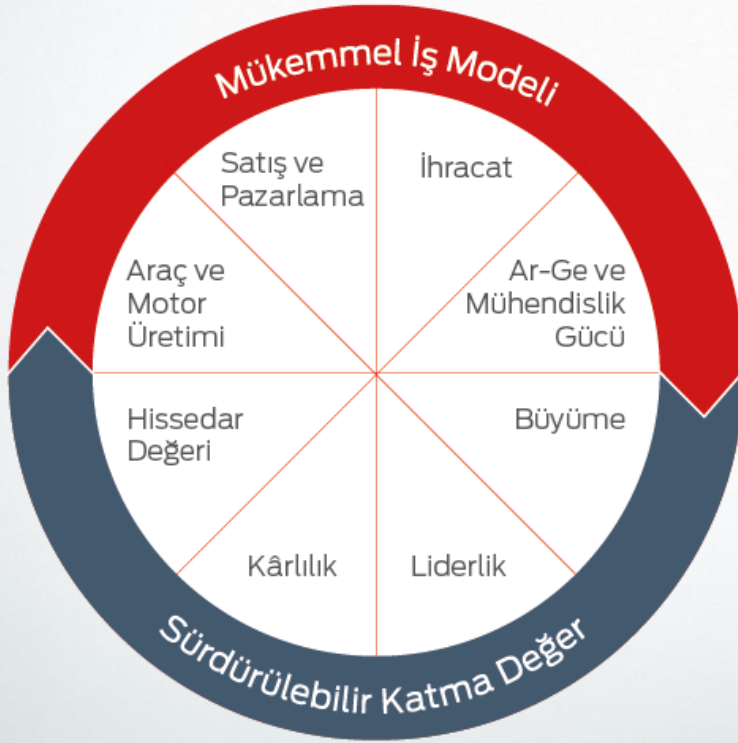 Mükemmel İş Modeli
Satış ve
Pazarlama
İhracat
Araç ve
Motor
Üretimi
Ar-Ge ve
Mühendislik
Gücü
Hissedar
Değeri
Büyüme
Kârlılık
Liderlik
Sürdürülebilir Katma Değer